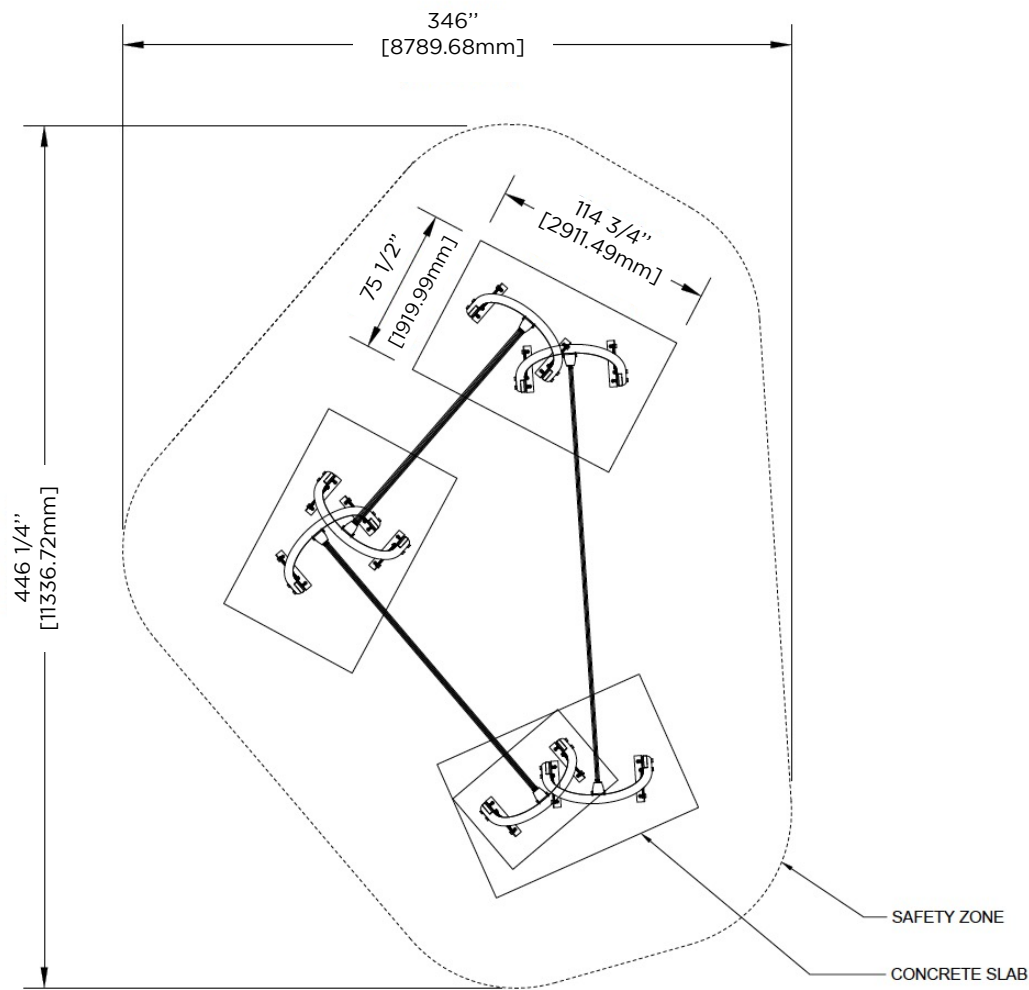 346’’
[8789.68mm]
114 3/4’’
[2911.49mm]
75 1/2’’
[1919.99mm]
446 1/4’’
[11336.72mm]
SAFETY ZONE
CONCRETE SLAB